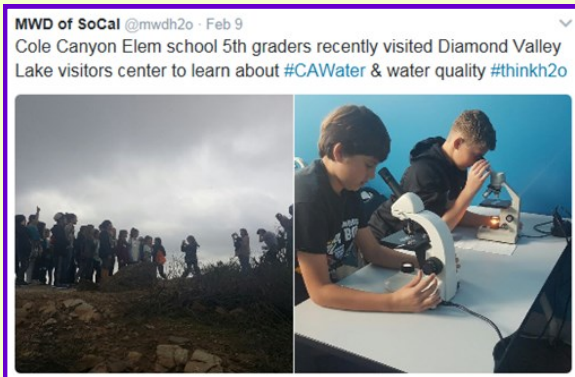 MWD of SoCal @mwdh2o · Feb 9
Cole Canyon Elem school 5th graders recently visited Diamond Valley
Lake visitors center to learn about #CAWater & water quality #thinkh2o